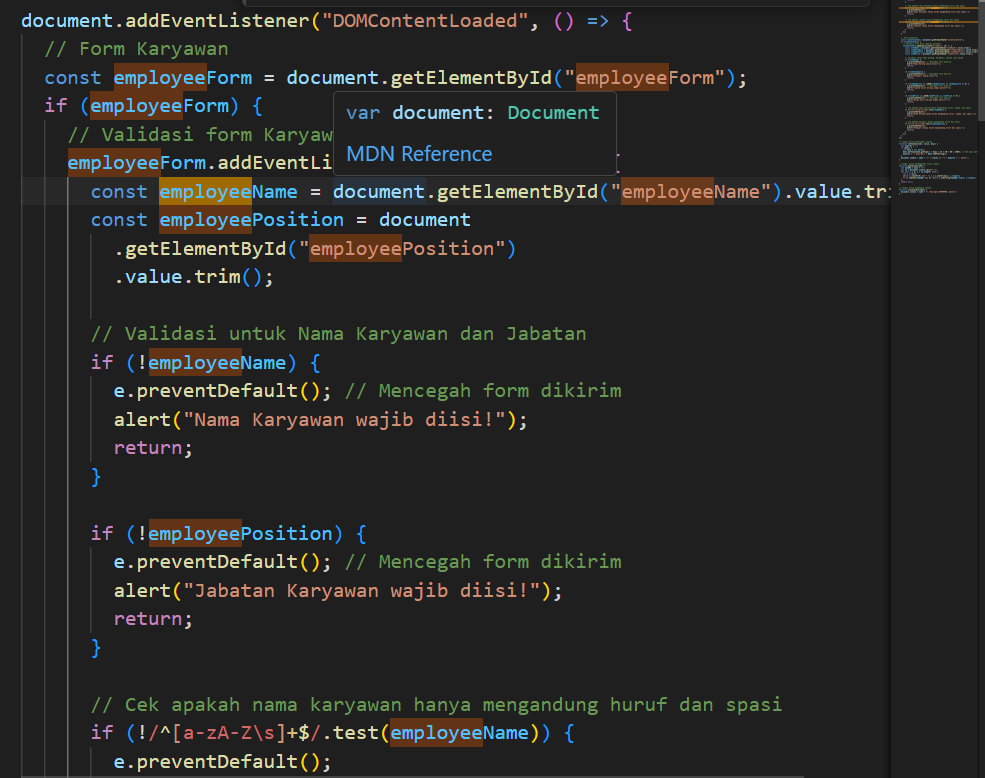 document.addEventListener("DOMContentLoaded", () => {
// Form Karyawan
const employeeForm = document.getElementById("employeeForm");
if (employeeForm) {
var document: Document
// Validasi form Karyaw
MDN Reference
employeeForm.addEventLi
const employeeName = document.getElementById("employeeName").value.tr
const employeePosition = document
.getElementById("employeePosition")
.value.trim();
// Validasi untuk Nama Karyawan dan Jabatan
if (!employeeName) {
e.preventDefault(); // Mencegah form dikirim
alert("Nama Karyawan wajib diisi!");
return;
}
if (!employeePosition) {
e.preventDefault(); // Mencegah form dikirim
alert("Jabatan Karyawan wajib diisi!");
return;
}
// Cek apakah nama karyawan hanya mengandung huruf dan spasi
if (!/^[a-zA-Z\s]+$/.test(employeeName)) {
e.preventDefault();